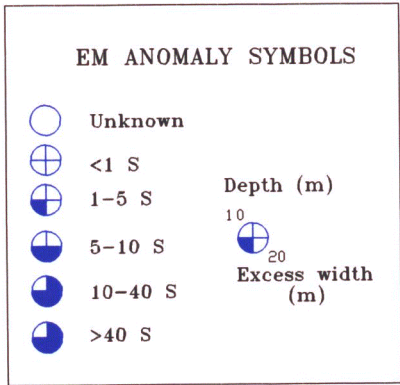 EM ANOMALY SYMBOLS
Unknown
<1 S
1-5 S
5-10 S
10-40 S
>40 S
Depth (m)
10
20
Excess width
(m)